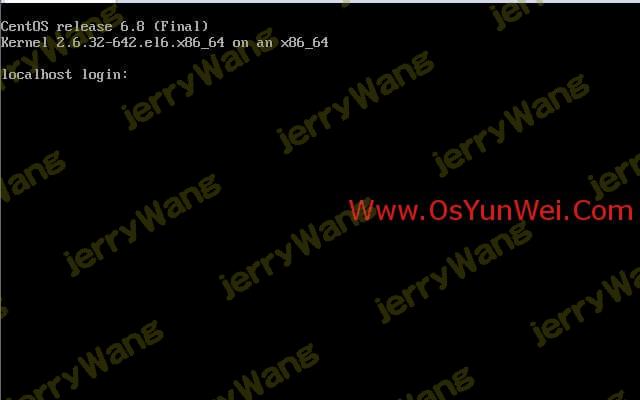 CentOS release 6.8 (Final)
Kernel 2.6.32-642.el6.x86_64 on an x86_64
localhost login:
jerryWang
jerryWang
jerryWang
jerryWang
jerryWang
Www.OsYunWei.Com
jerryWang
jerryWang
jerryWang
jerryWang
jerryWang
jerryWang
jerryWang
jerryWang